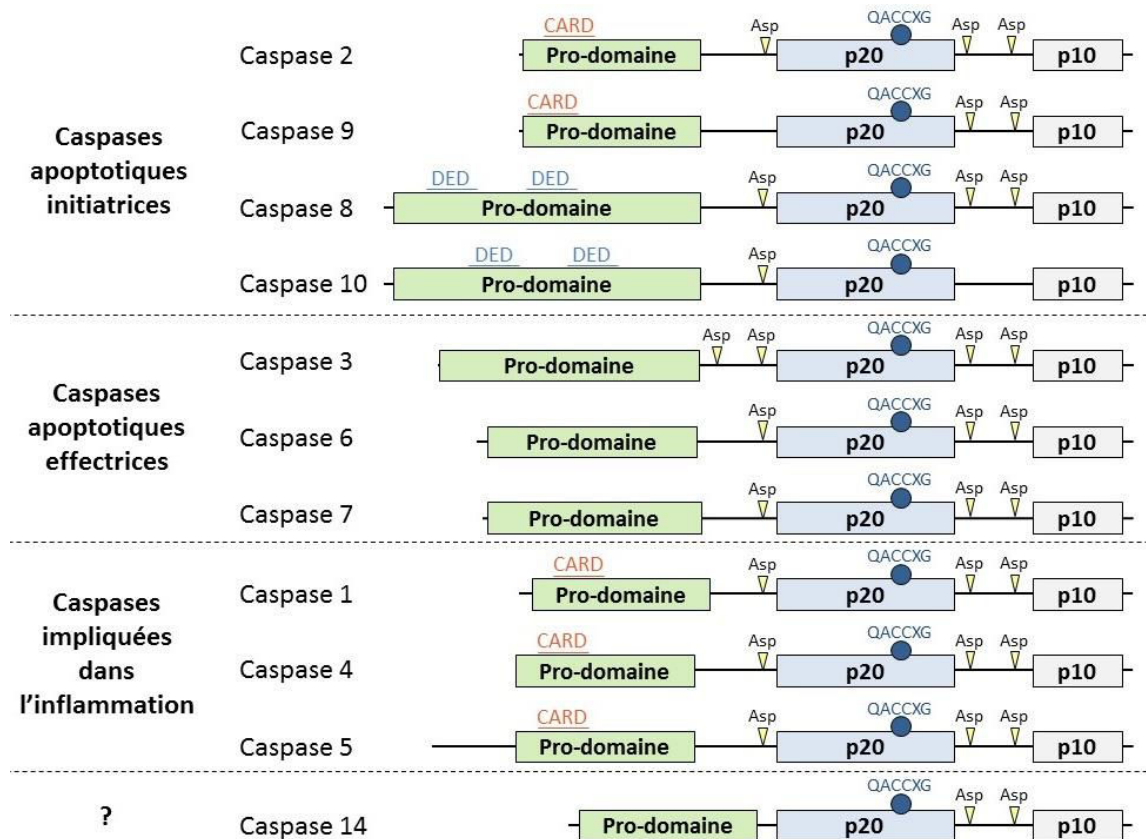 CARD Asp QACCXG Asp Asp
Caspase 2 Pro-domaine p20 p10
CARD QACCXG Asp Asp
Caspase 9 Pro-domaine p20 p10
Caspases
apoptotiques
initiatrices
DED DED Asp QACCXG Asp Asp
Caspase 8 Pro-domaine p20 p10
DED DED Asp QACCXG
Caspase 10 Pro-domaine p20 p10
Asp Asp QACCXG Asp Asp
Caspase 3 Pro-domaine p20 p10
Caspases
apoptotiques
effectrices
Asp QACCXG Asp Asp
Caspase 6 Pro-domaine p20 p10
Asp QACCXG Asp Asp
Caspase 7 Pro-domaine p20 p10
CARD Asp QACCXG Asp Asp
Caspase 1 Pro-domaine p20 p10
Caspases
impliquées
dans
l'inflammation
CARD Asp QACCXG Asp Asp
Caspase 4 Pro-domaine p20 p10
CARD Asp QACCXG Asp Asp
Caspase 5 Pro-domaine p20 p10
QACCXG Asp Asp
? Caspase 14 Pro-domaine p20 p10